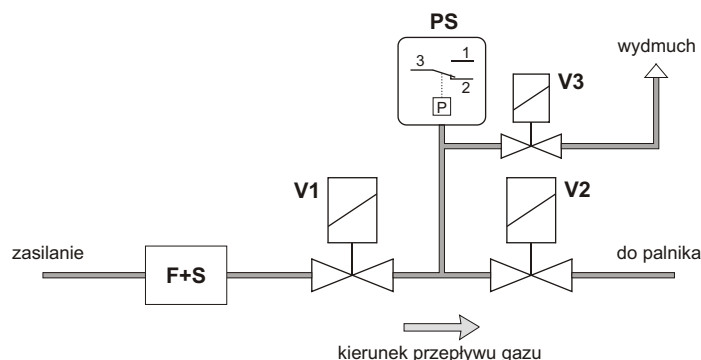 PS
wydmuch
3
1
2
P
V3
V1
V2
zasilanie
F+S
do palnika
kierunek przepływu gazu